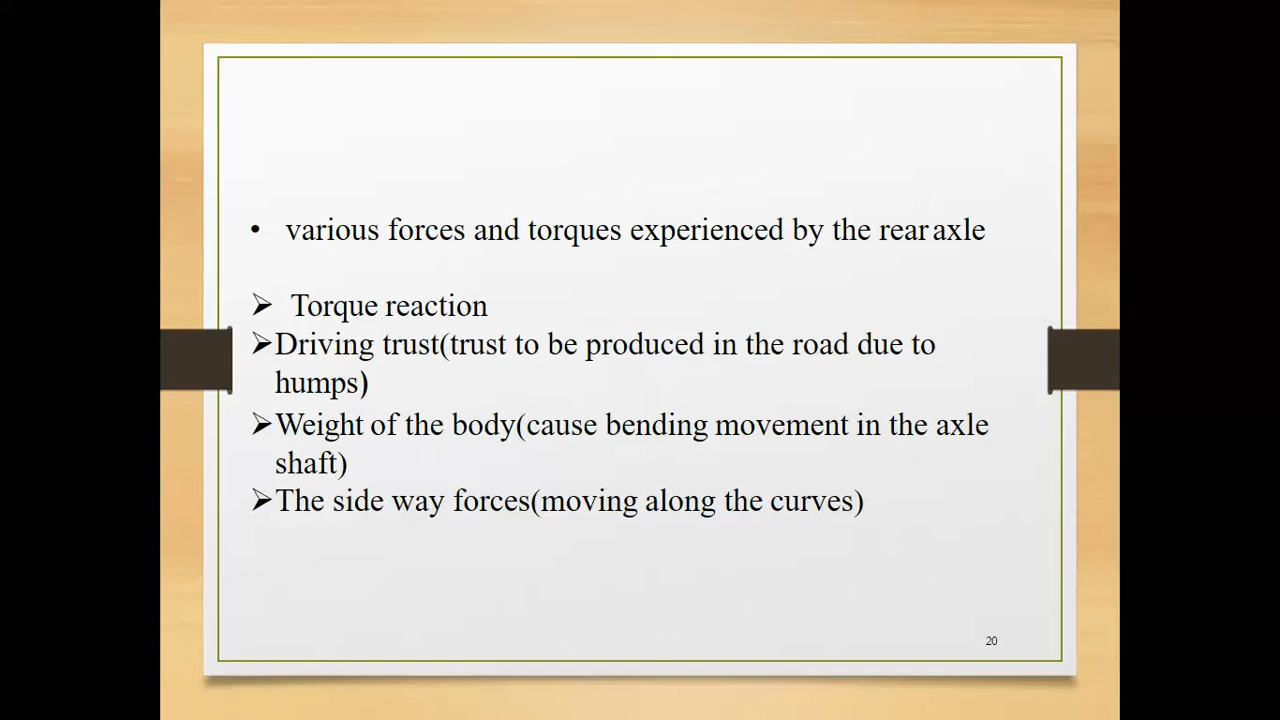 • various forces and torques experienced by the rear axle
➢ Torque reaction
➢Driving trust(trust to be produced in the road due to
humps)
➢Weight of the body(cause bending movement in the axle
shaft)
➢The side way forces(moving along the curves)
20